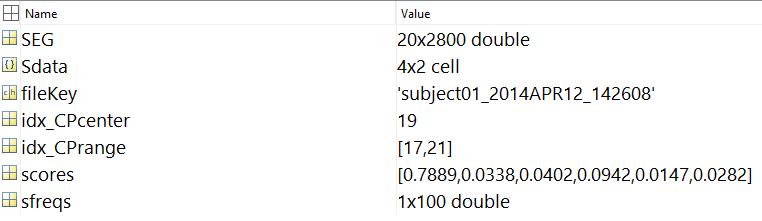 Name Value
SEG 20x2800 double
Sdata 4x2 cell
fileKey 'subject01_2014APR12_142608'
idx_CPcenter 19
idx_CPrange [17,21]
scores [0.7889,0.0338,0.0402,0.0942,0.0147,0.0282]
sfreqs 1x100 double